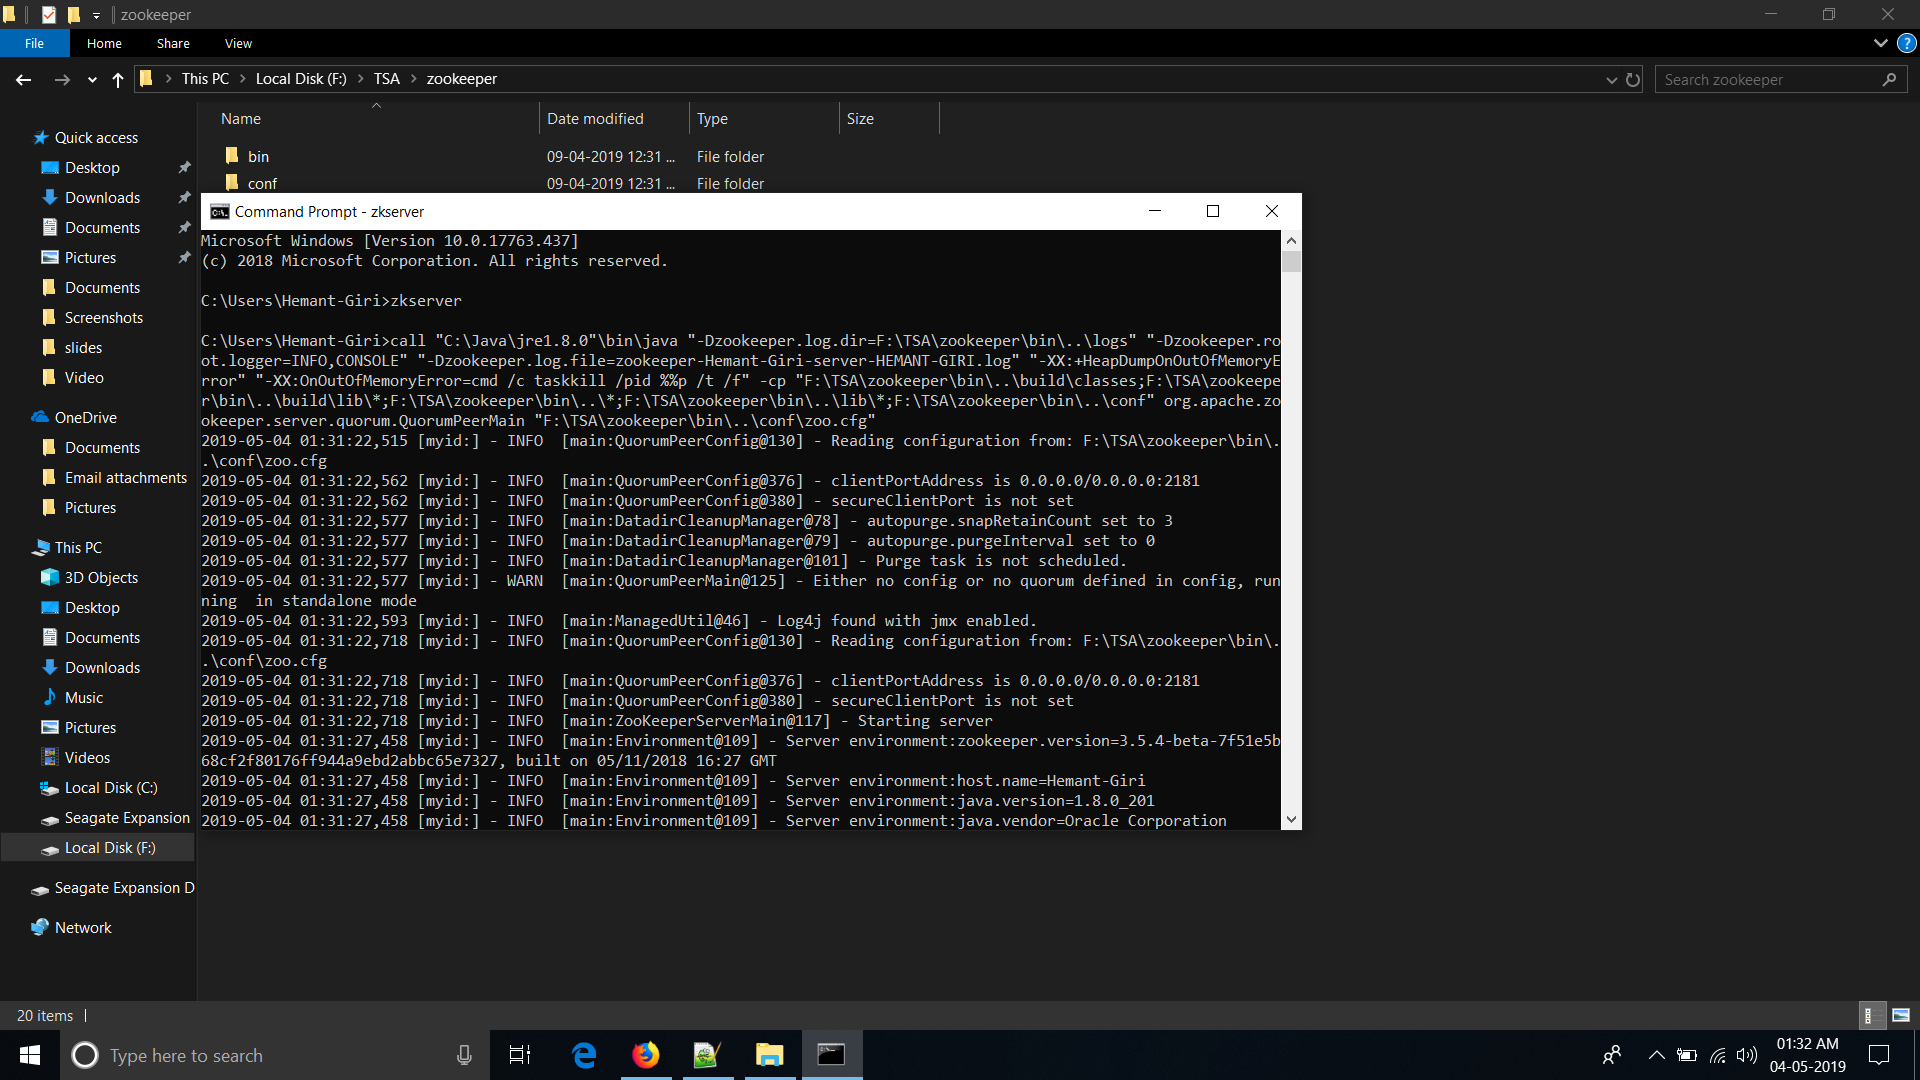 zookeeper
File Home Share View
This PC Local Disk (F:) TSA zookeeper Search zookeeper
Name Date modified Type Size
bin 09-04-2019 12:31 ... File folder
conf 09-04-2019 12:31 ... File folder
Quick access
Desktop
Downloads
Documents
Pictures
Documents
Screenshots
slides
Video
OneDrive
Documents
Email attachments
Pictures
This PC
3D Objects
Desktop
Documents
Downloads
Music
Pictures
Videos
Local Disk (C:)
Seagate Expansion
Local Disk (F:)
Seagate Expansion D
Network
Command Prompt - zkserver
Microsoft Windows [Version 10.0.17763.437]
(c) 2018 Microsoft Corporation. All rights reserved.
C:\Users\Hemant-Giri>zkserver
C:\Users\Hemant-Giri>call "C:\Java\jre1.8.0"\bin\java "-Dzookeeper.log.dir=F:\TSA\zookeeper\bin\..\logs" "-Dzookeeper.ro
ot.logger=INFO,CONSOLE" "-Dzookeeper.log.file=zookeeper-Hemant-Giri-server-HEMANT-GIRI.log" "-XX:+HeapDumpOnOutOfMemoryE
rror" "-XX:OnOutOfMemoryError=cmd /c taskkill /pid %%p /t /f" -cp "F:\TSA\zookeeper\bin\..\build\classes;F:\TSA\zookeepe
r\bin\..\build\lib\*;F:\TSA\zookeeper\bin\..\*;F:\TSA\zookeeper\bin\..\lib\*;F:\TSA\zookeeper\bin\..\conf" org.apache.zo
okeeper.server.quorum.QuorumPeerMain "F:\TSA\zookeeper\bin\..\conf\zoo.cfg"
2019-05-04 01:31:22,515 [myid:] - INFO  [main:QuorumPeerConfig@130] - Reading configuration from: F:\TSA\zookeeper\bin\.
.\conf\zoo.cfg
2019-05-04 01:31:22,562 [myid:] - INFO  [main:QuorumPeerConfig@376] - clientPortAddress is 0.0.0.0/0.0.0.0:2181
2019-05-04 01:31:22,562 [myid:] - INFO  [main:QuorumPeerConfig@380] - secureClientPort is not set
2019-05-04 01:31:22,577 [myid:] - INFO  [main:DatadirCleanupManager@78] - autopurge.snapRetainCount set to 3
2019-05-04 01:31:22,577 [myid:] - INFO  [main:DatadirCleanupManager@79] - autopurge.purgeInterval set to 0
2019-05-04 01:31:22,577 [myid:] - INFO  [main:DatadirCleanupManager@101] - Purge task is not scheduled.
2019-05-04 01:31:22,577 [myid:] - WARN  [main:QuorumPeerMain@125] - Either no config or no quorum defined in config, run
ning  in standalone mode
2019-05-04 01:31:22,593 [myid:] - INFO  [main:ManagedUtil@46] - Log4j found with jmx enabled.
2019-05-04 01:31:22,718 [myid:] - INFO  [main:QuorumPeerConfig@130] - Reading configuration from: F:\TSA\zookeeper\bin\.
.\conf\zoo.cfg
2019-05-04 01:31:22,718 [myid:] - INFO  [main:QuorumPeerConfig@376] - clientPortAddress is 0.0.0.0/0.0.0.0:2181
2019-05-04 01:31:22,718 [myid:] - INFO  [main:QuorumPeerConfig@380] - secureClientPort is not set
2019-05-04 01:31:22,718 [myid:] - INFO  [main:ZooKeeperServerMain@117] - Starting server
2019-05-04 01:31:27,458 [myid:] - INFO  [main:Environment@109] - Server environment:zookeeper.version=3.5.4-beta-7f51e5b
68cf2f80176ff944a9ebd2abbc65e7327, built on 05/11/2018 16:27 GMT
2019-05-04 01:31:27,458 [myid:] - INFO  [main:Environment@109] - Server environment:host.name=Hemant-Giri
2019-05-04 01:31:27,458 [myid:] - INFO  [main:Environment@109] - Server environment:java.version=1.8.0_201
2019-05-04 01:31:27,458 [myid:] - INFO  [main:Environment@109] - Server environment:java.vendor=Oracle Corporation
20 items
Type here to search
01:32 AM
04-05-2019